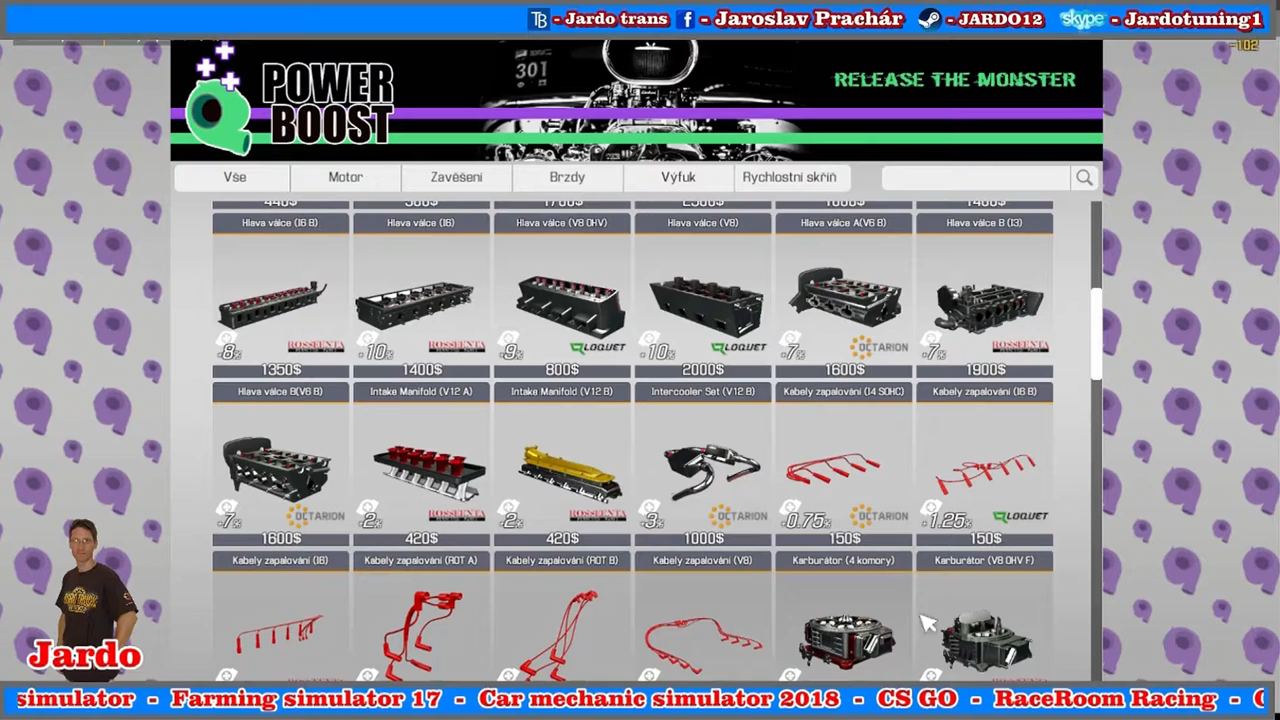 - Jardo trans - Jaroslav Prachár - JARDO12 skype - Jardotuning1
-102
301
POWER BOOST
RELEASE THE MONSTER
Vše Motor Zavěšení Brzdy Výfuk Rychlostní skříň
Hlava válce (I6 B) Hlava válce (I6) Hlava válce (V8 OHV) Hlava válce (V8) Hlava válce A(V6 B) Hlava válce B (I3)
+8% ROSSENTA +10% ROSSENTA +9% LOQUET +10% LOQUET +7% OCTARION +7% ROSSENTA
1350$ 1400$ 800$ 2000$ 1600$ 1900$
Hlava válce B(V6 B) Intake Manifold (V12 A) Intake Manifold (V12 B) Intercooler Set (V12 B) Kabely zapalování (I4 SOHC) Kabely zapalování (I6 B)
+7% OCTARION +2% ROSSENTA +2% ROSSENTA +3% OCTARION +0.75% OCTARION +1.25% LOQUET
1600$ 420$ 420$ 1000$ 150$ 150$
Kabely zapalování (I6) Kabely zapalování (ROT A) Kabely zapalování (ROT B) Kabely zapalování (V8) Karburátor (4 komory) Karburátor (V8 OHV F)
Jardo
simulator - Farming simulator 17 - Car mechanic simulator 2018 - CS GO - RaceRoom Racing -